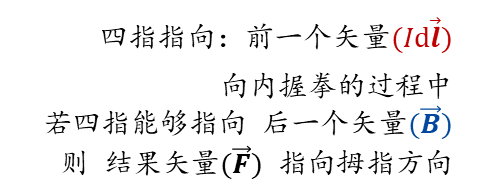 四指指向：前一个矢量(Id𝒍⃗)
向内握拳的过程中
若四指能够指向 后一个矢量(𝑩⃗)
则 结果矢量(𝑭⃗) 指向拇指方向